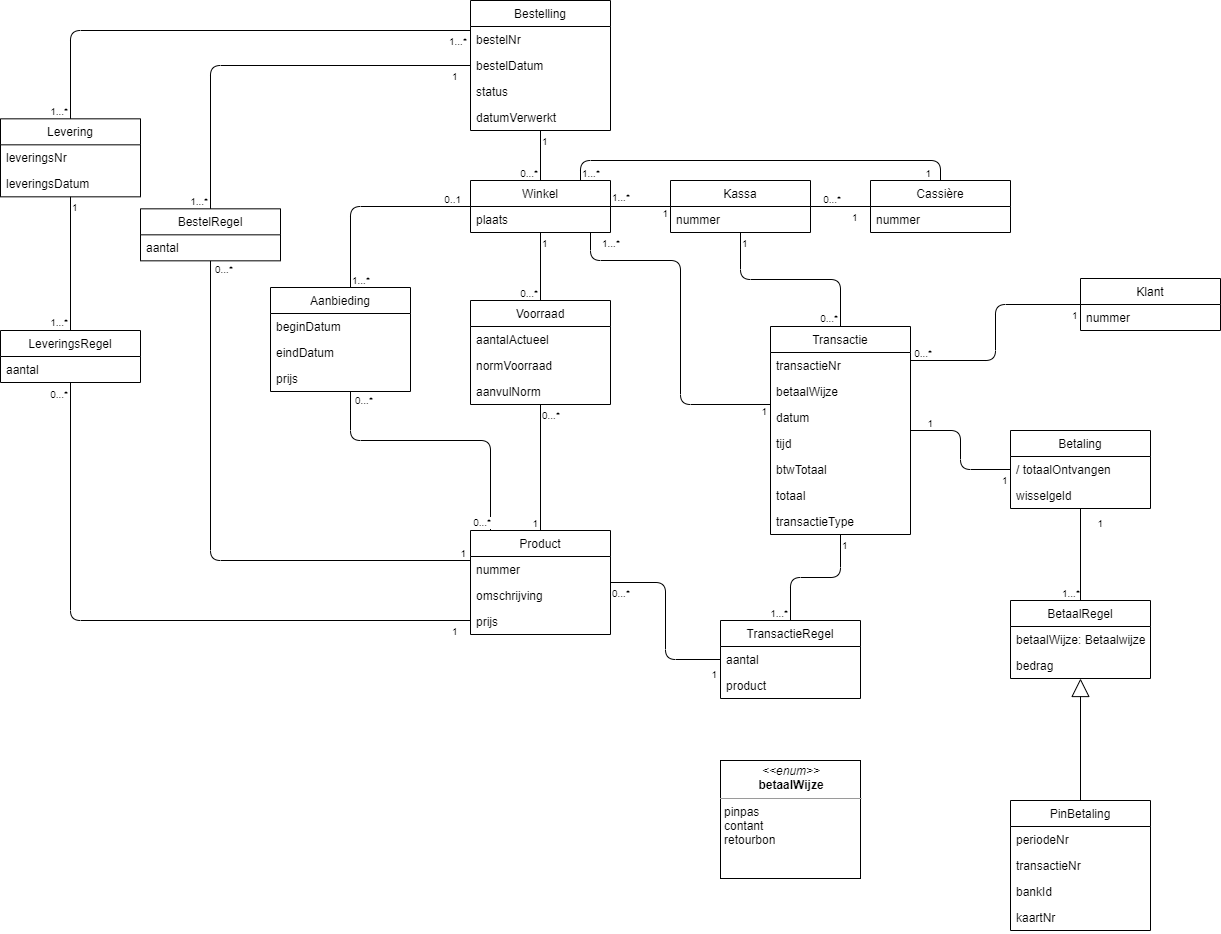 Bestelling
bestelNr
bestelDatum
status
datumVerwerkt
1...*
1
1
1...*
Levering
leveringsNr
leveringsDatum
1
1...*
BestelRegel
aantal
0...*
0...*
Winkel
plaats
0..1
1...*
1...*
1
1...*
1
Kassa
nummer
1
0...*
1
1
Cassière
nummer
1...*
Aanbieding
beginDatum
eindDatum
prijs
0...*
0...*
Voorraad
aantalActueel
normVoorraad
aanvulNorm
0...*
Klant
nummer
1
0...*
0...*
Transactie
transactieNr
betaalWijze
datum
tijd
btwTotaal
totaal
transactieType
1
1
1
1...*
LeveringsRegel
aantal
0...*
Betaling
/ totaalOntvangen
wisselgeld
1
1
0...*
1
1
1
Product
nummer
omschrijving
prijs
0...*
1...*
TransactieRegel
aantal
product
1
1...*
BetaalRegel
betaalWijze: Betaalwijze
bedrag
<<enum>>
betaalWijze
pinpas
contant
retourbon
PinBetaling
periodeNr
transactieNr
bankId
kaartNr